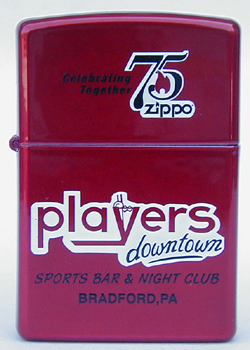 Celebrating
Together
75
zippo
players
downtown
SPORTS BAR & NIGHT CLUB
BRADFORD,PA